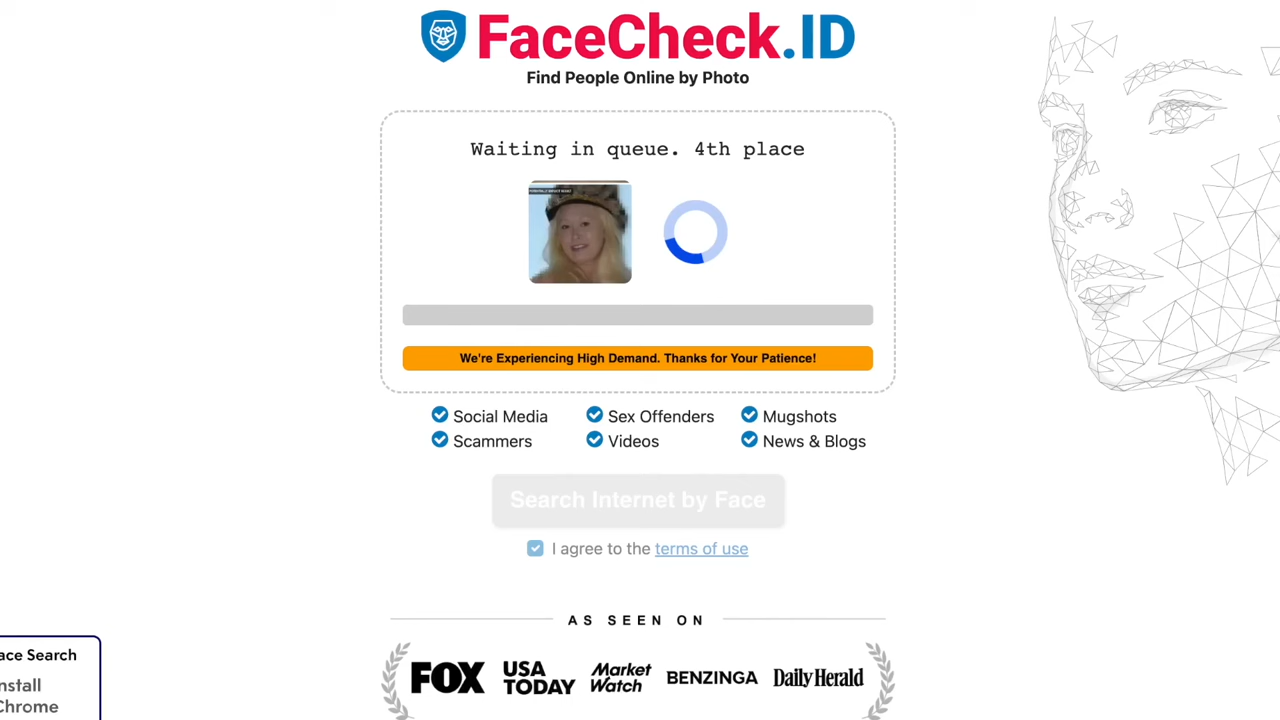 FaceCheck.ID
Find People Online by Photo
Waiting in queue. 4th place
We're Experiencing High Demand. Thanks for Your Patience!
Social Media
Sex Offenders
Mugshots
Scammers
Videos
News & Blogs
Search Internet by Face
I agree to the terms of use
AS SEEN ON
FOX
USA TODAY
Market Watch
BENZINGA
Daily Herald
ace Search
nstall
Chrome